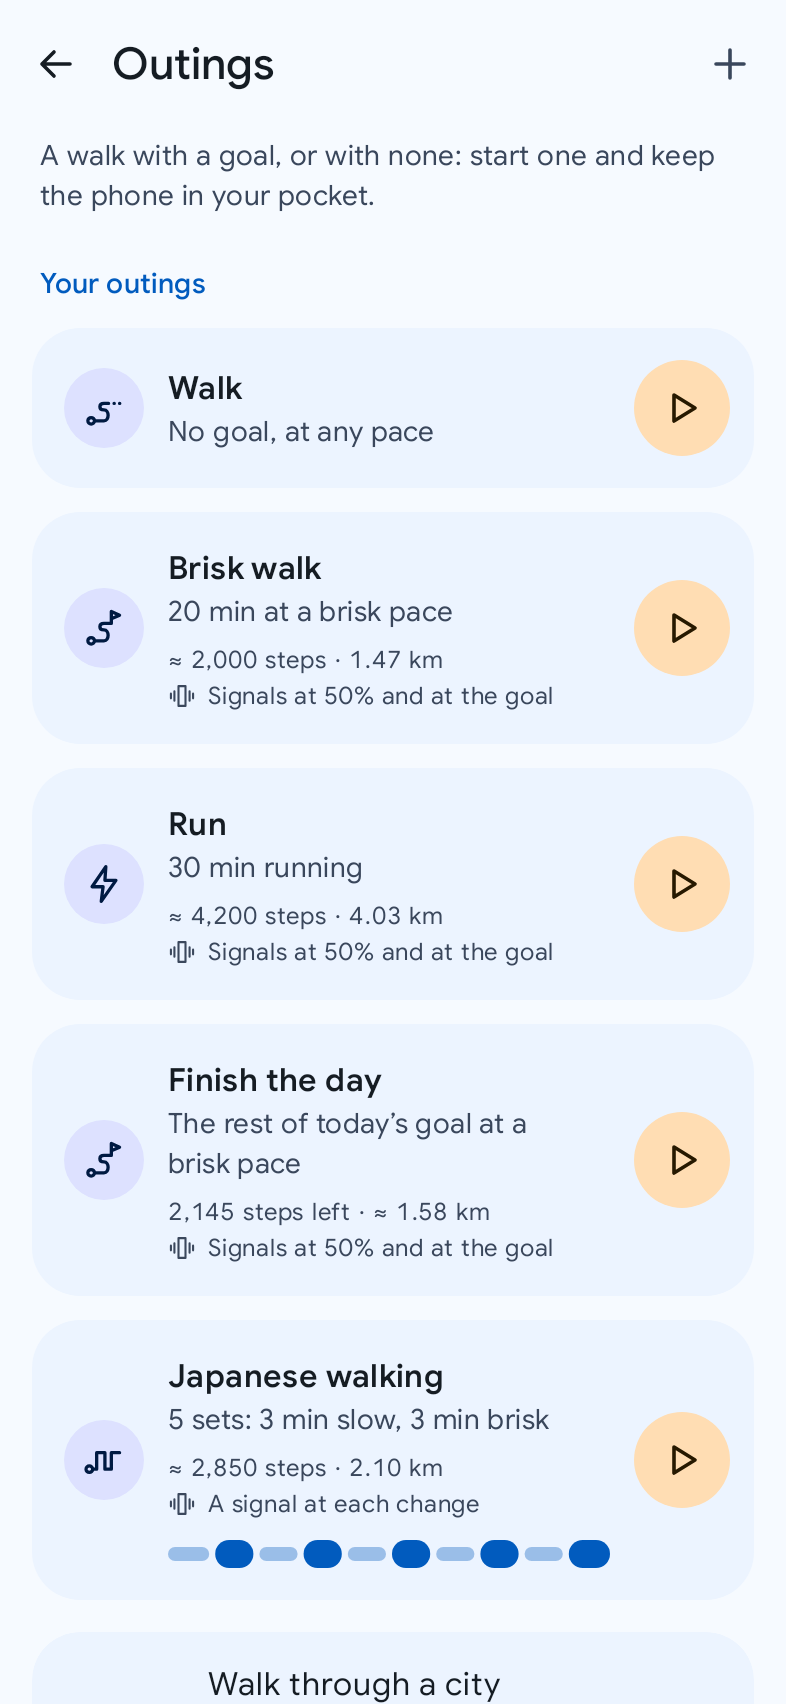 Outings
A walk with a goal, or with none: start one and keep
the phone in your pocket.
Your outings
Walk
No goal, at any pace
Brisk walk
20 min at a brisk pace
≈ 2,000 steps · 1.47 km
Signals at 50% and at the goal
Run
30 min running
≈ 4,200 steps · 4.03 km
Signals at 50% and at the goal
Finish the day
The rest of today’s goal at a
brisk pace
2,145 steps left · ≈ 1.58 km
Signals at 50% and at the goal
Japanese walking
5 sets: 3 min slow, 3 min brisk
≈ 2,850 steps · 2.10 km
A signal at each change
Walk through a city